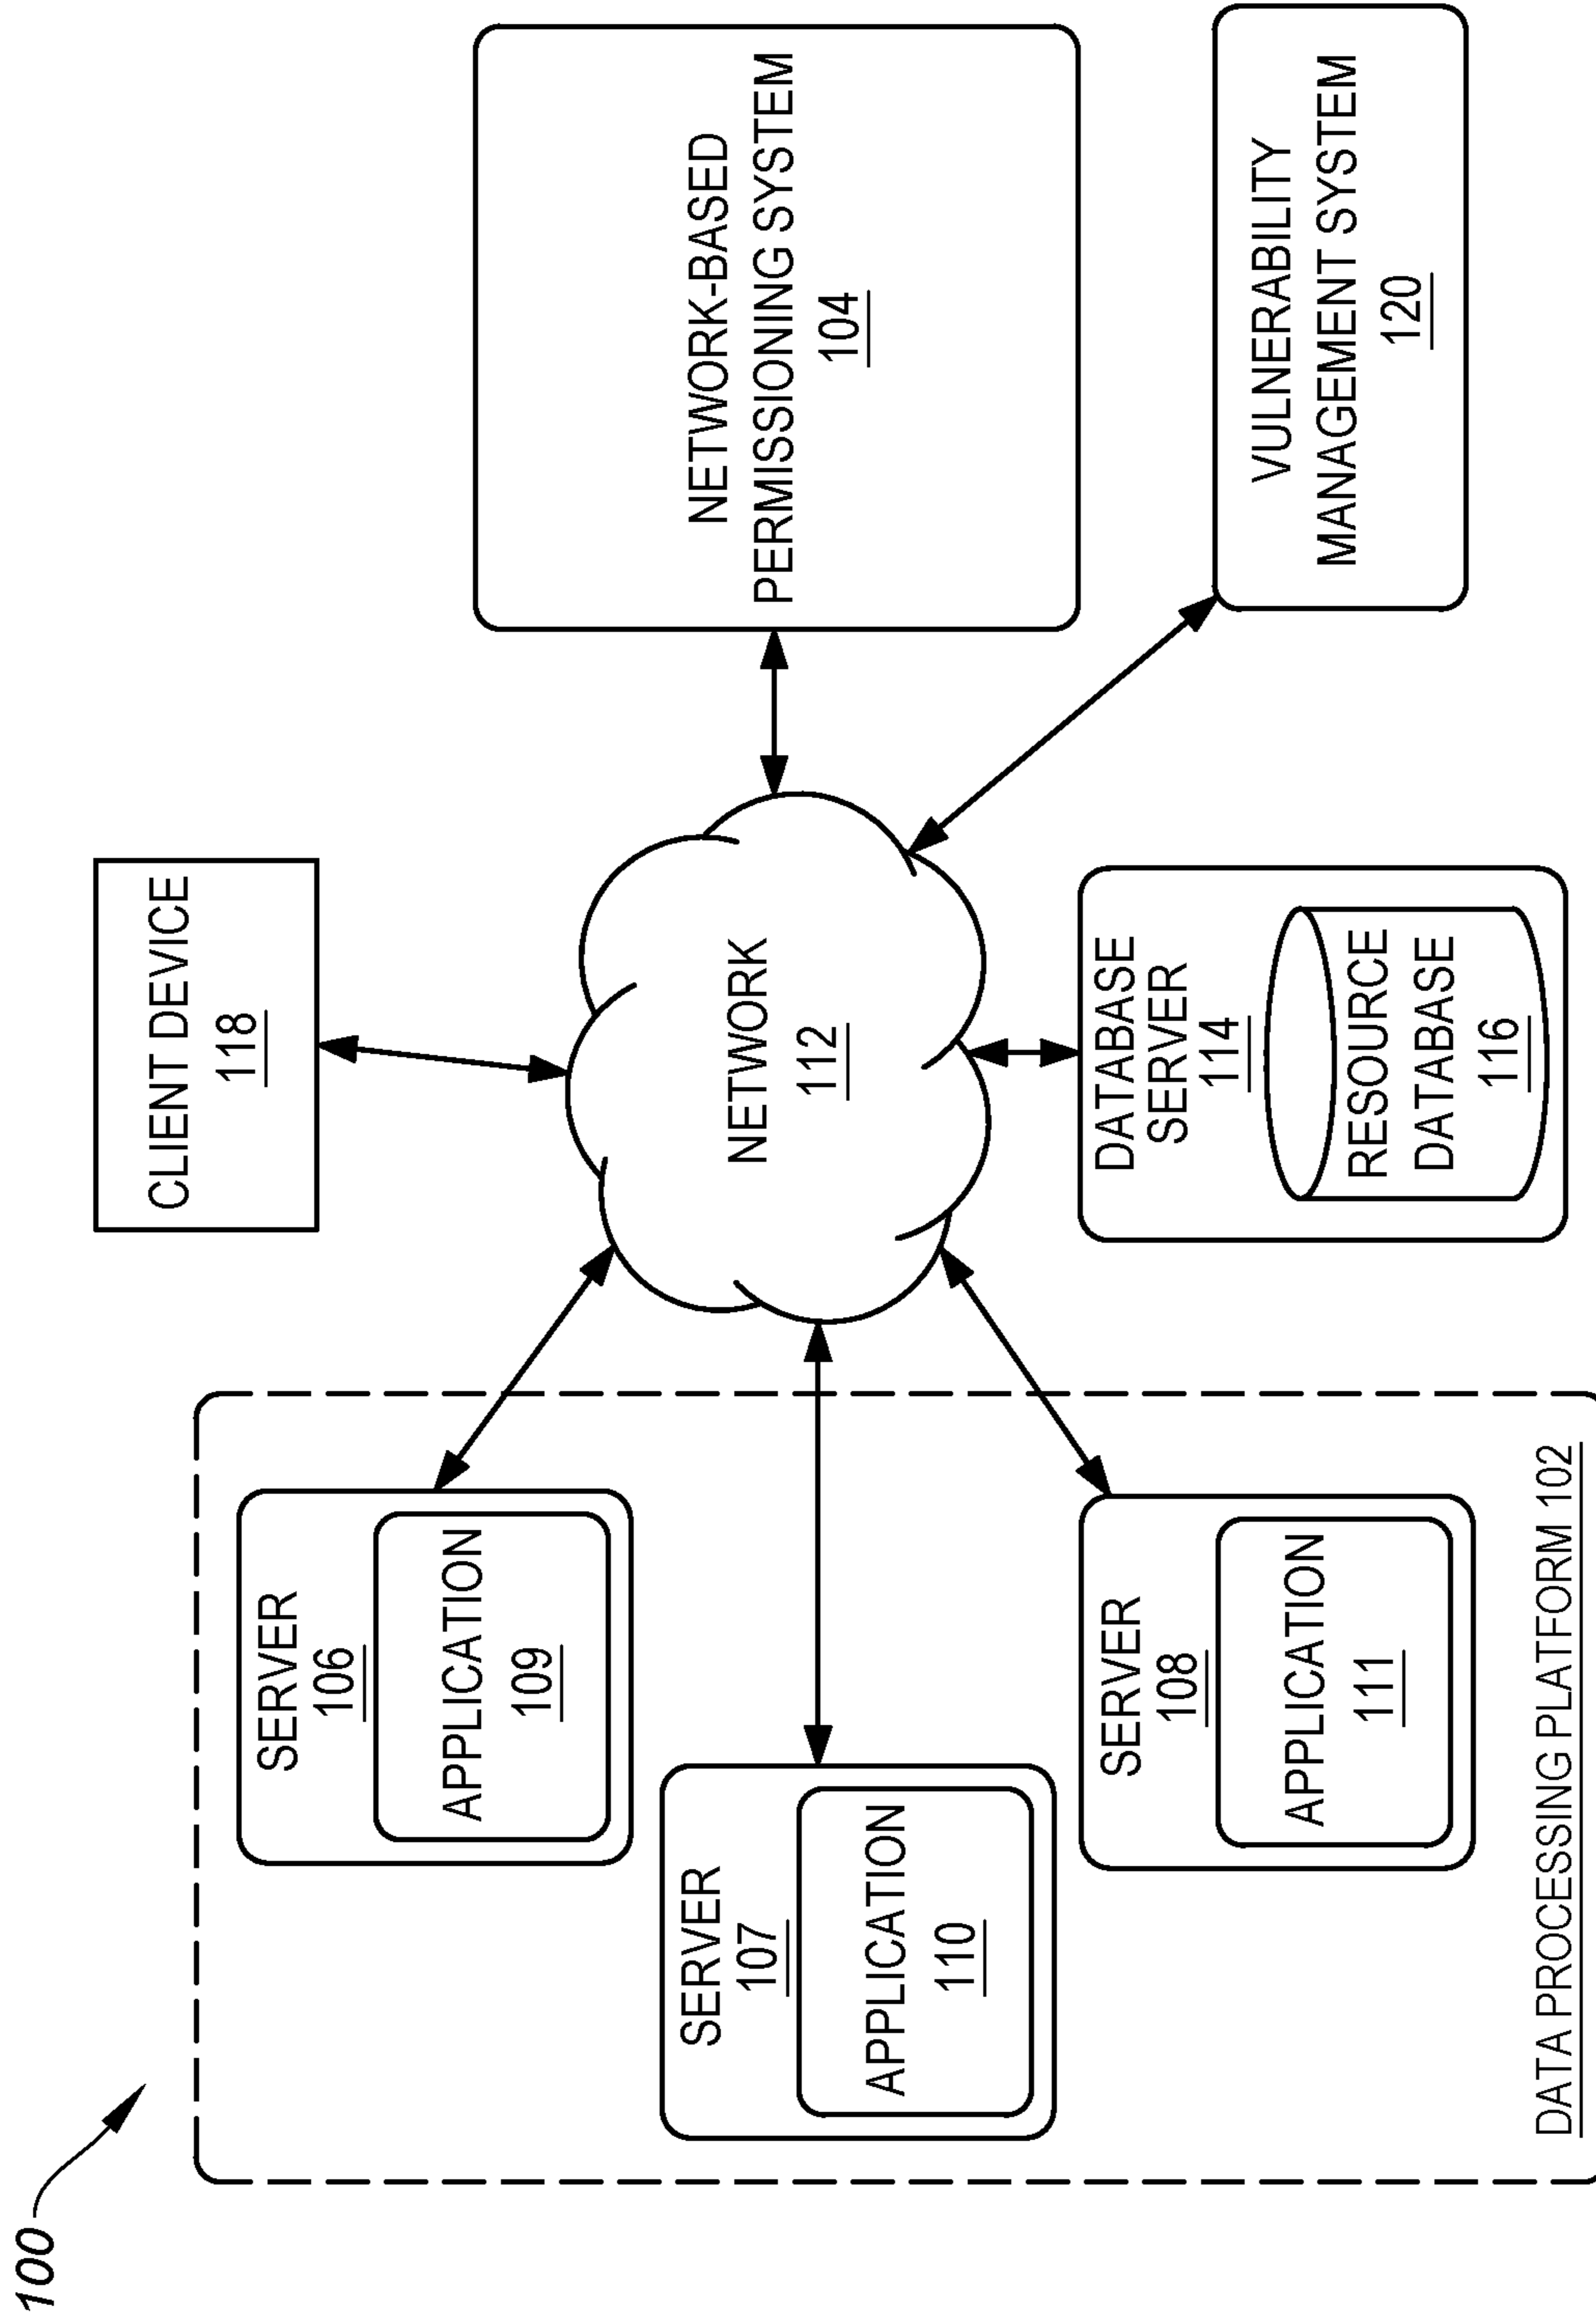 100
CLIENT DEVICE
118
SERVER
106
APPLICATION
109
SERVER
107
APPLICATION
110
SERVER
108
APPLICATION
111
DATA PROCESSING PLATFORM 102
NETWORK
112
NETWORK-BASED
PERMISSIONING SYSTEM
104
DATABASE
SERVER
114
RESOURCE
DATABASE
116
VULNERABILITY
MANAGEMENT SYSTEM
120